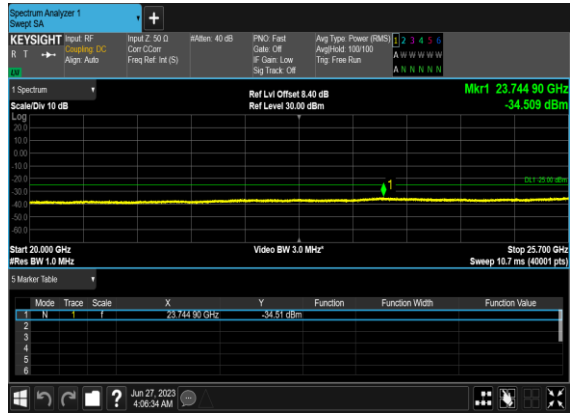 Spectrum Analyzer 1
Swept SA
+
KEYSIGHT Input: RF Input Z: 50 Ω #Atten: 40 dB PNO: Fast Avg Type: Power (RMS) 1 2 3 4 5 6
R T Coupling: DC Corr CCorr Gate: Off Avg|Hold: 100/100 A W W W W W
Align: Auto Freq Ref: Int (S) IF Gain: Low Trig: Free Run
Sig Track: Off A N N N N N
1 Spectrum Ref Lvl Offset 8.40 dB Mkr1 23.744 90 GHz
Scale/Div 10 dB Ref Level 30.00 dBm -34.509 dBm
Log
20.0
10.0
0.00
-10.0
-20.0 1 DL1 -25.00 dBm
-30.0
-40.0
-50.0
-60.0
Start 20.000 GHz Video BW 3.0 MHz* Stop 25.700 GHz
#Res BW 1.0 MHz Sweep 10.7 ms (40001 pts)
5 Marker Table
Mode Trace Scale X Y Function Function Width Function Value
1 N 1 f 23.744 90 GHz -34.51 dBm
2
3
4
5
6
? Jun 27, 2023
4:06:34 AM